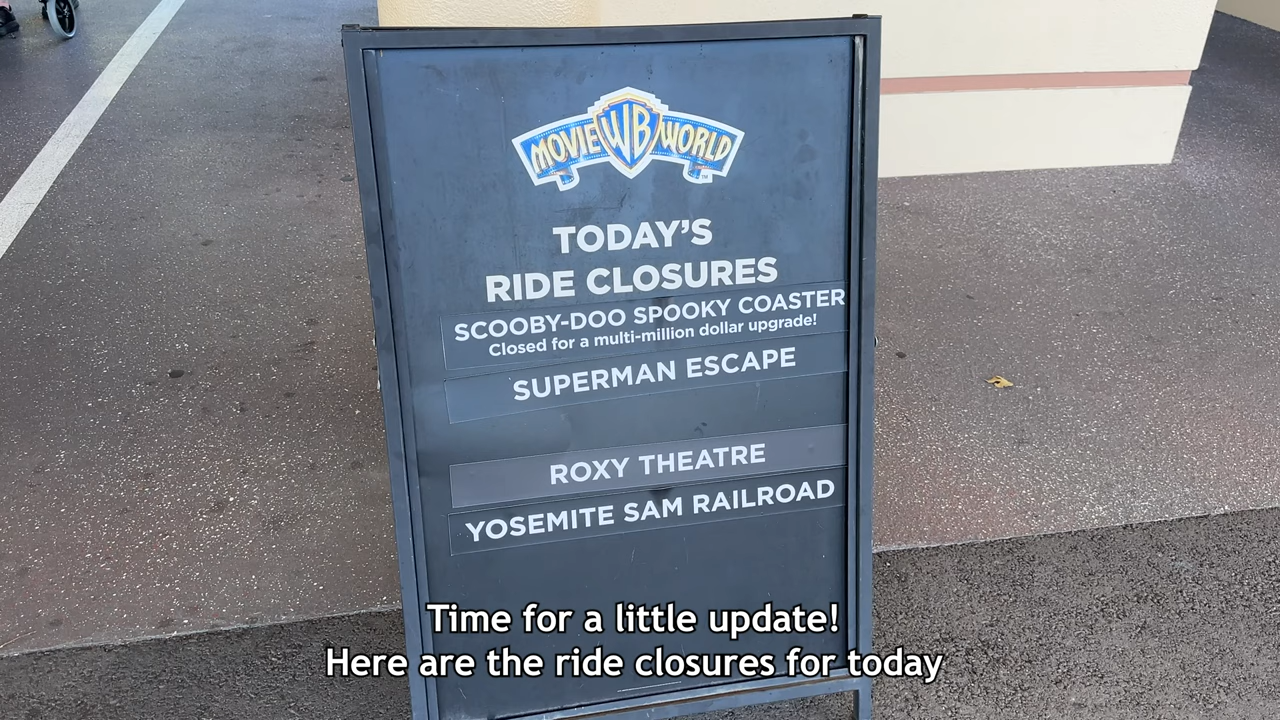 MOVIE WB WORLD
TM
TODAY'S
RIDE CLOSURES
SCOOBY-DOO SPOOKY COASTER
Closed for a multi-million dollar upgrade!
SUPERMAN ESCAPE
ROXY THEATRE
YOSEMITE SAM RAILROAD
Time for a little update!
Here are the ride closures for today